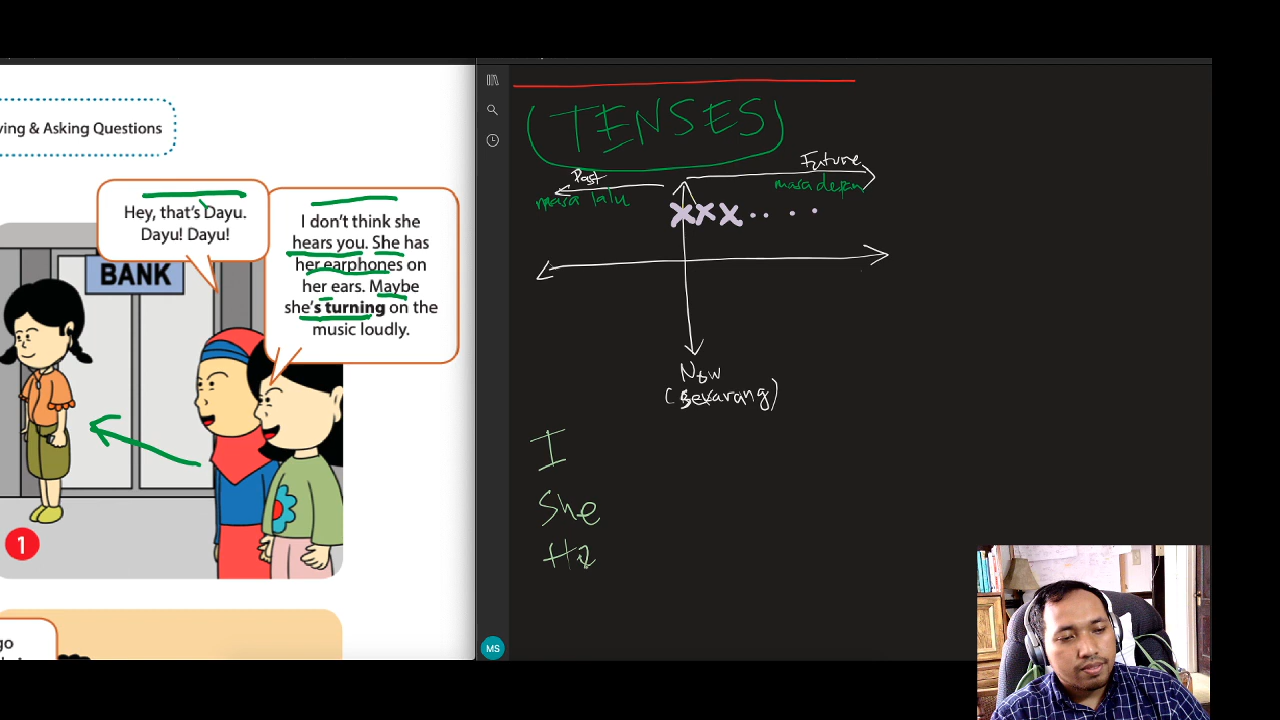 ving & Asking Questions
Hey, that's Dayu.
Dayu! Dayu!
I don't think she
hears you. She has
her earphones on
her ears. Maybe
she's turning on the
music loudly.
BANK
1
go
(TENSES)
Past
masa lalu
Future
masa depan
Now
(Sekarang)
I
She
He
MS